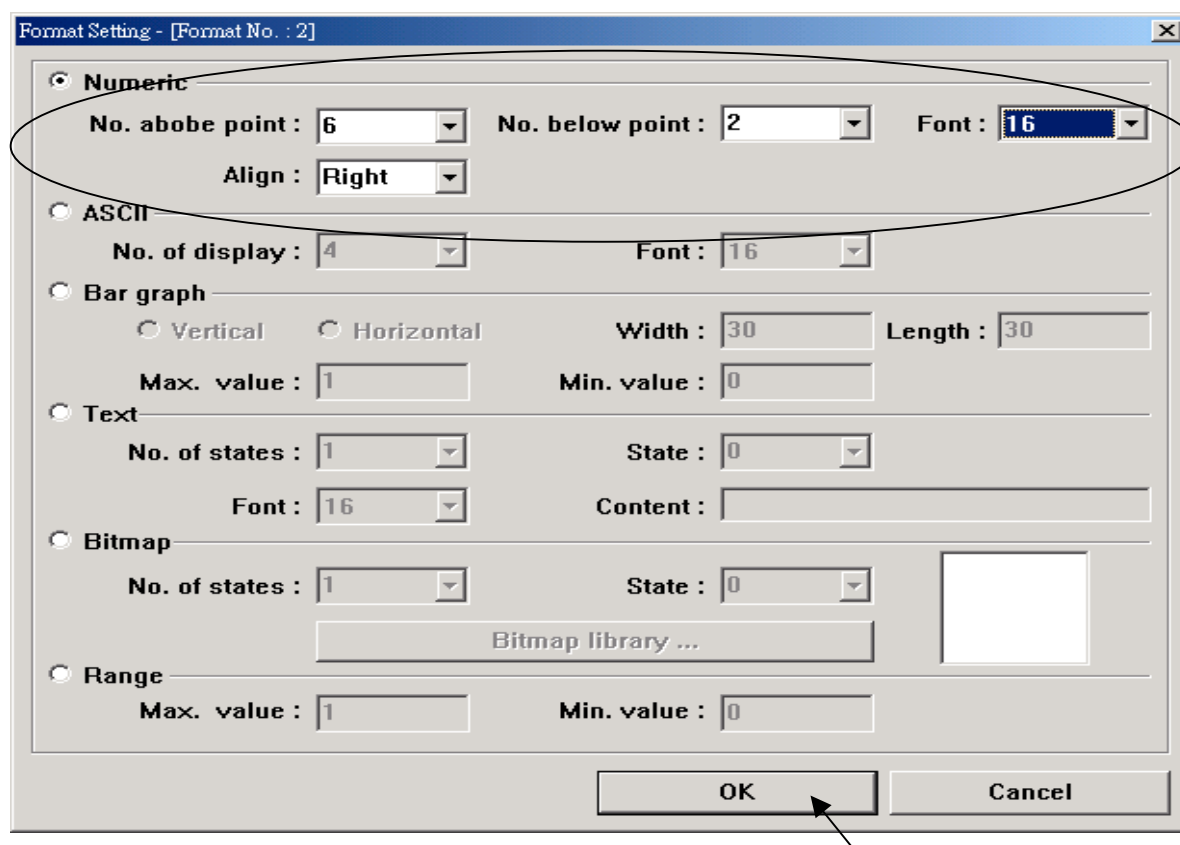 Format Setting - [Format No. : 2]
Numeric
No. abobe point : 6 No. below point : 2 Font : 16
Align : Right
ASCII
No. of display : 4 Font : 16
Bar graph
Vertical Horizontal Width : 30 Length : 30
Max. value : 1 Min. value : 0
Text
No. of states : 1 State : 0
Font : 16 Content :
Bitmap
No. of states : 1 State : 0
Bitmap library ...
Range
Max. value : 1 Min. value : 0
OK Cancel